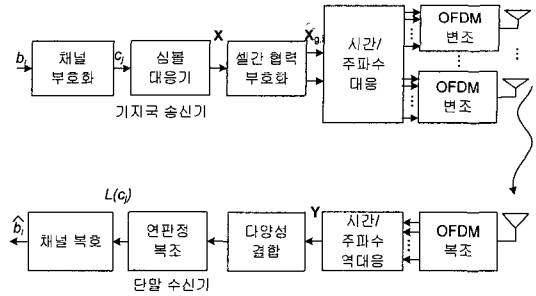 b_i
채널
부호화
c_j
심볼
대응기
X
셀간 협력
부호화
X_g,i
시간/
주파수
대응
OFDM
변조
OFDM
변조
기지국 송신기
b̂_i
채널 복호
L(c_j)
연판정
복조
다양성
결합
Y
시간/
주파수
역대응
OFDM
복조
단말 수신기